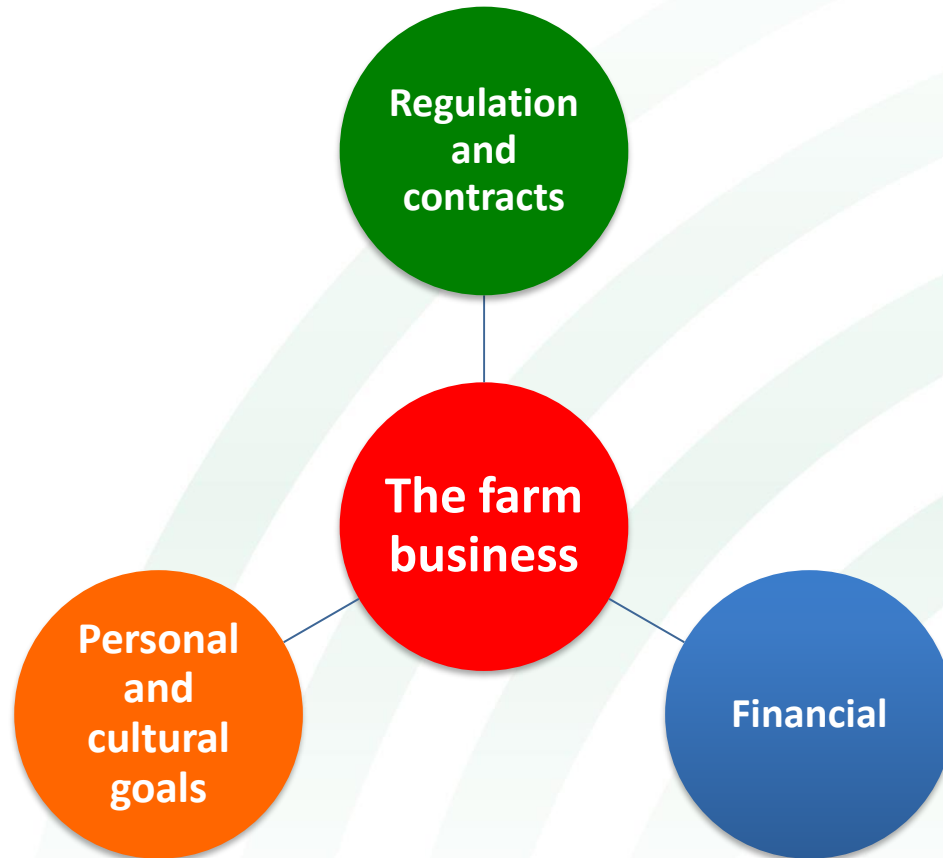 Regulation
and
contracts
The farm
business
Personal
and
cultural
goals
Financial